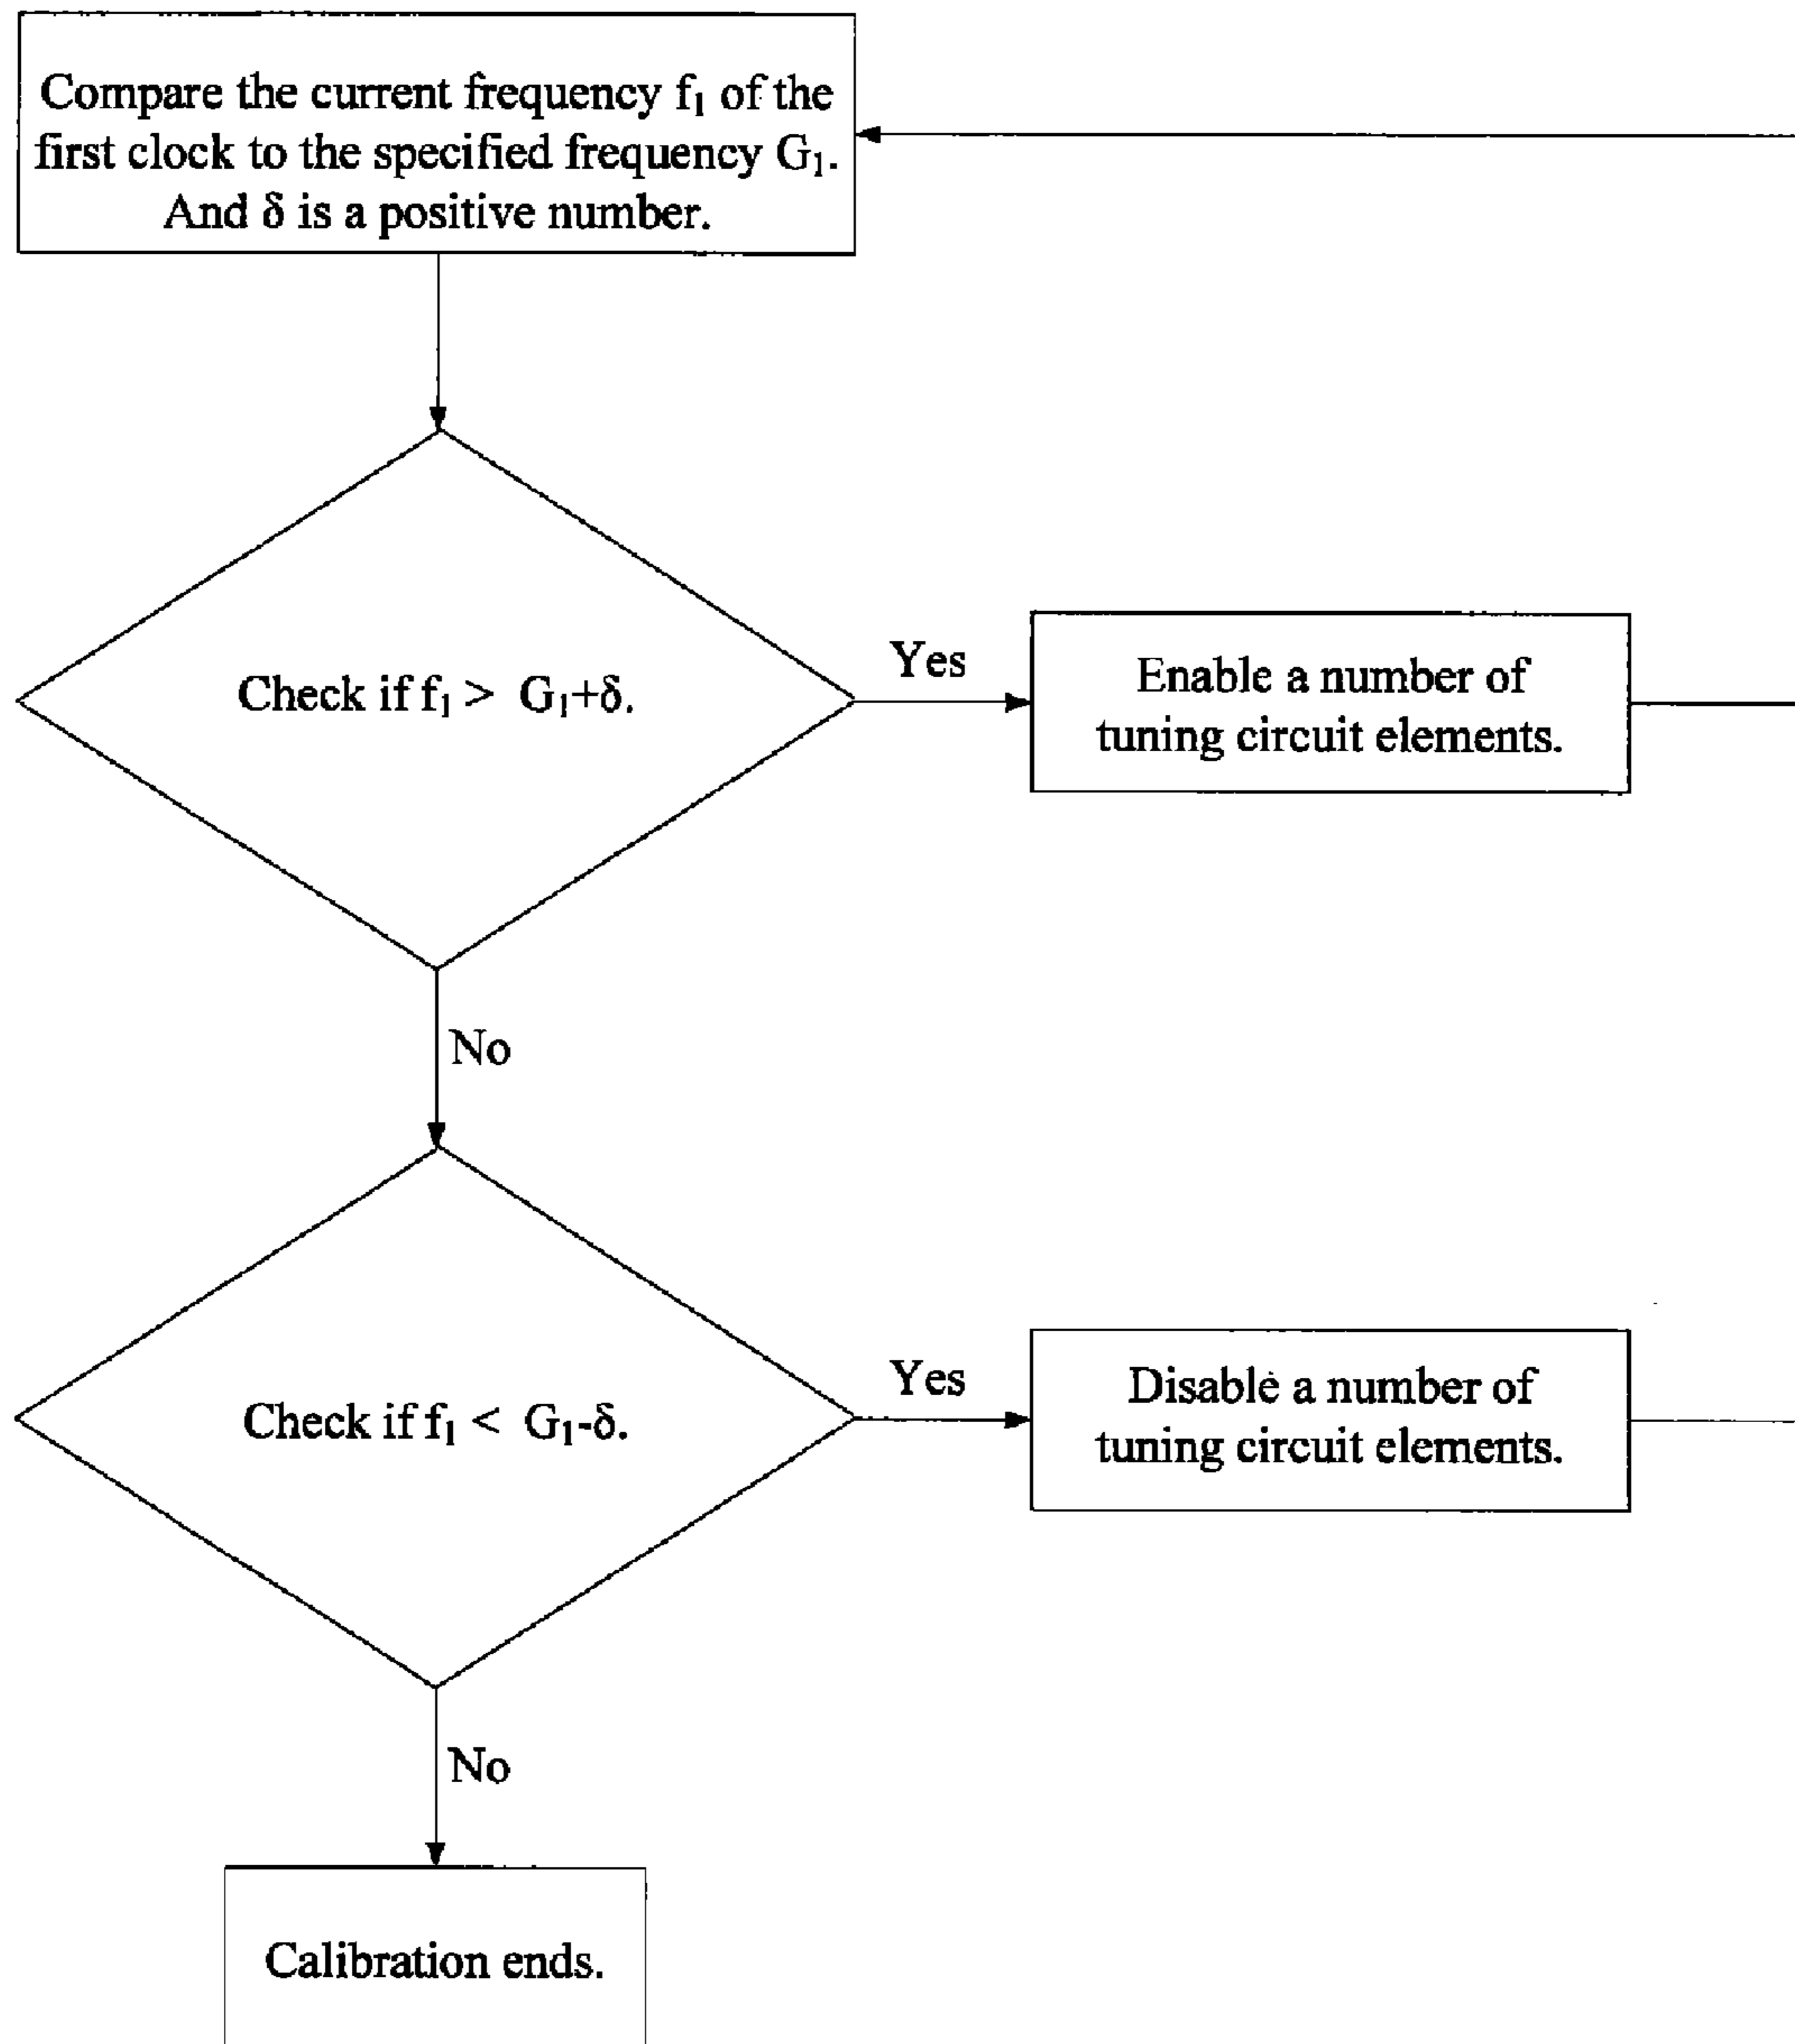 Compare the current frequency f₁ of the
first clock to the specified frequency G₁.
And δ is a positive number.
Check if f₁ > G₁+δ.
Yes
Enable a number of
tuning circuit elements.
No
Check if f₁ < G₁-δ.
Yes
Disable a number of
tuning circuit elements.
No
Calibration ends.